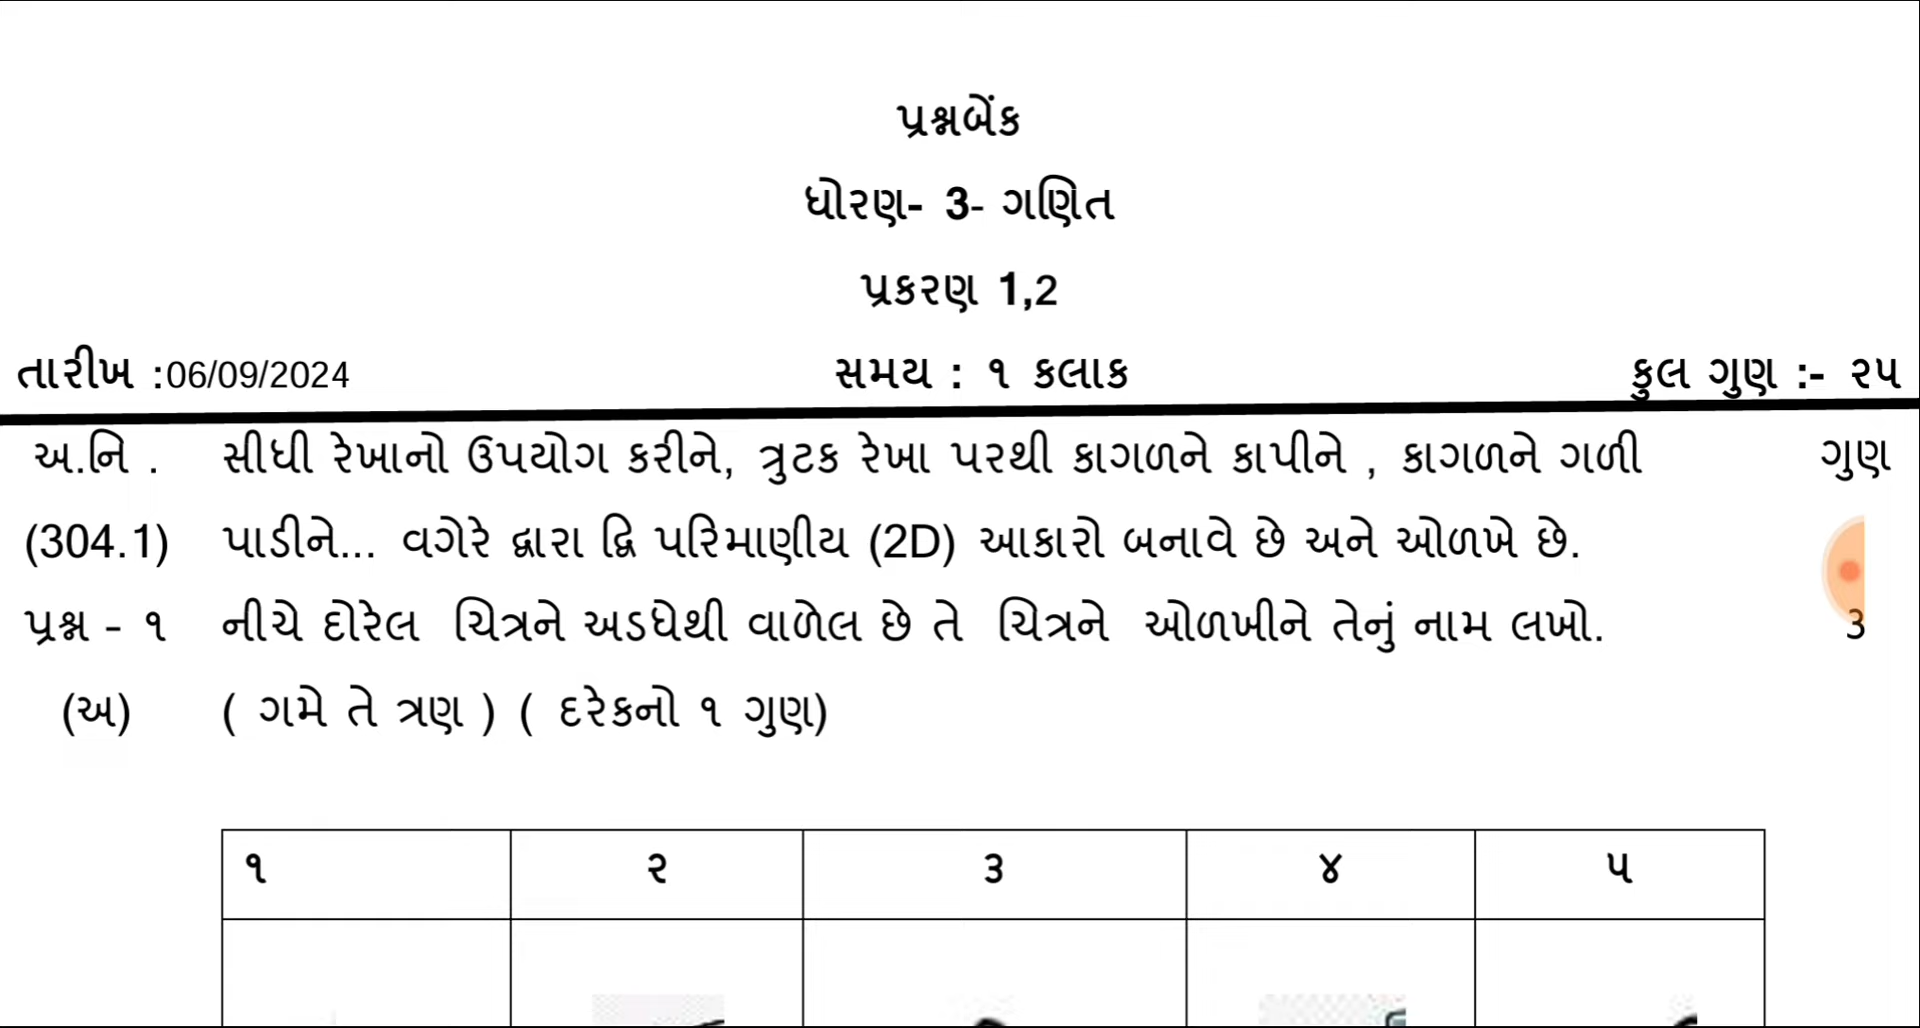 પ્રશ્નબેંક
ધોરણ- 3- ગણિત
પ્રકરણ 1,2
તારીખ :06/09/2024 સમય : ૧ કલાક કુલ ગુણ :- ૨૫
અ.નિ . સીધી રેખાનો ઉપયોગ કરીને, ત્રુટક રેખા પરથી કાગળને કાપીને , કાગળને ગળી ગુણ
(304.1) પાડીને... વગેરે દ્વારા દ્વિ પરિમાણીય (2D) આકારો બનાવે છે અને ઓળખે છે.
પ્રશ્ન - ૧ નીચે દોરેલ ચિત્રને અડધેથી વાળેલ છે તે ચિત્રને ઓળખીને તેનું નામ લખો. 3
(અ) ( ગમે તે ત્રણ ) ( દરેકનો ૧ ગુણ)
૧ ૨ ૩ ૪ ૫